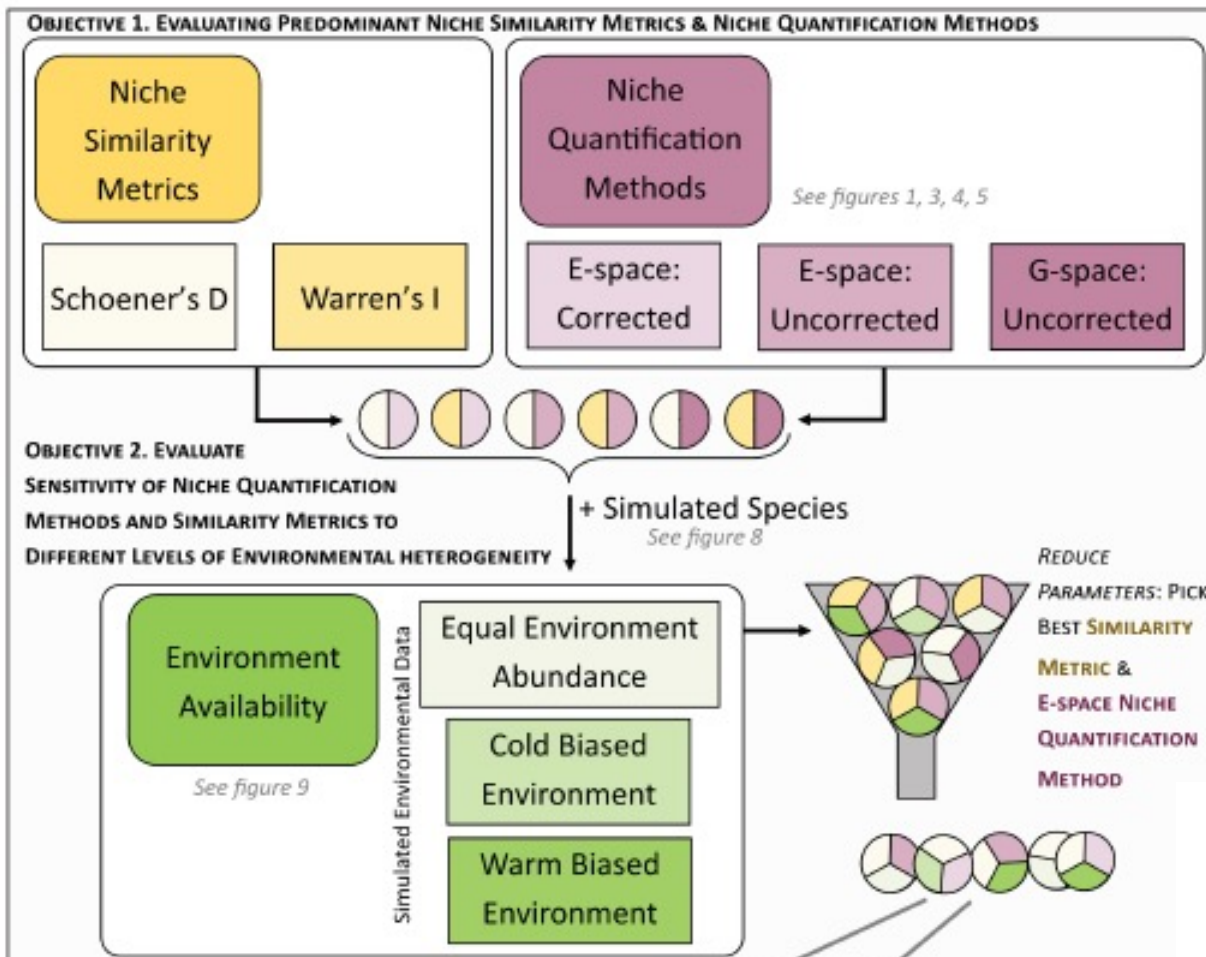 OBJECTIVE 1. EVALUATING PREDOMINANT NICHE SIMILARITY METRICS & NICHE QUANTIFICATION METHODS
Niche
Similarity
Metrics
Schoener's D
Warren's I
Niche
Quantification
Methods
See figures 1, 3, 4, 5
E-space:
Corrected
E-space:
Uncorrected
G-space:
Uncorrected
OBJECTIVE 2. EVALUATE
SENSITIVITY OF NICHE QUANTIFICATION
METHODS AND SIMILARITY METRICS TO
DIFFERENT LEVELS OF ENVIRONMENTAL HETEROGENEITY
+ Simulated Species
See figure 8
Environment
Availability
See figure 9
Simulated Environmental Data
Equal Environment
Abundance
Cold Biased
Environment
Warm Biased
Environment
REDUCE
PARAMETERS: PICK
BEST SIMILARITY
METRIC &
E-SPACE NICHE
QUANTIFICATION
METHOD